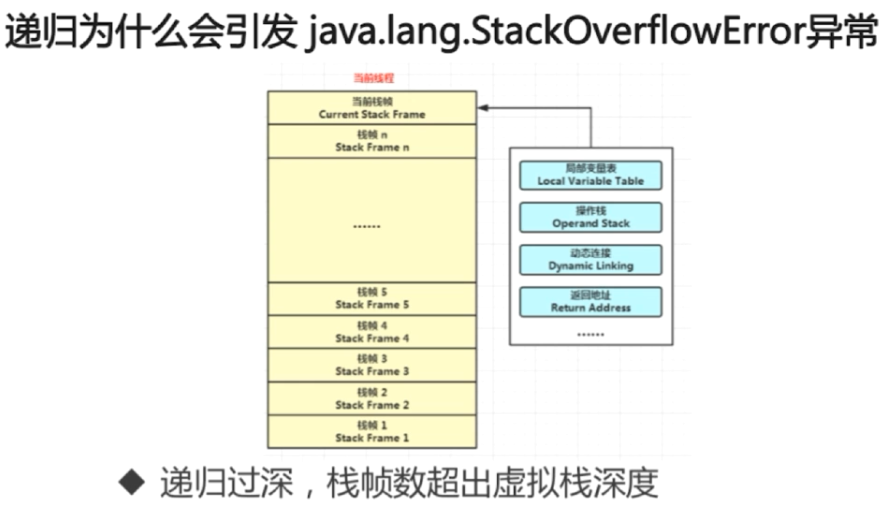 递归为什么会引发 java.lang.StackOverflowError异常
当前线程
当前栈帧
Current Stack Frame
栈帧 n
Stack Frame n
......
栈帧 5
Stack Frame 5
栈帧 4
Stack Frame 4
栈帧 3
Stack Frame 3
栈帧 2
Stack Frame 2
栈帧 1
Stack Frame 1
局部变量表
Local Variable Table
操作栈
Operand Stack
动态连接
Dynamic Linking
返回地址
Return Address
......
◆ 递归过深，栈帧数超出虚拟栈深度